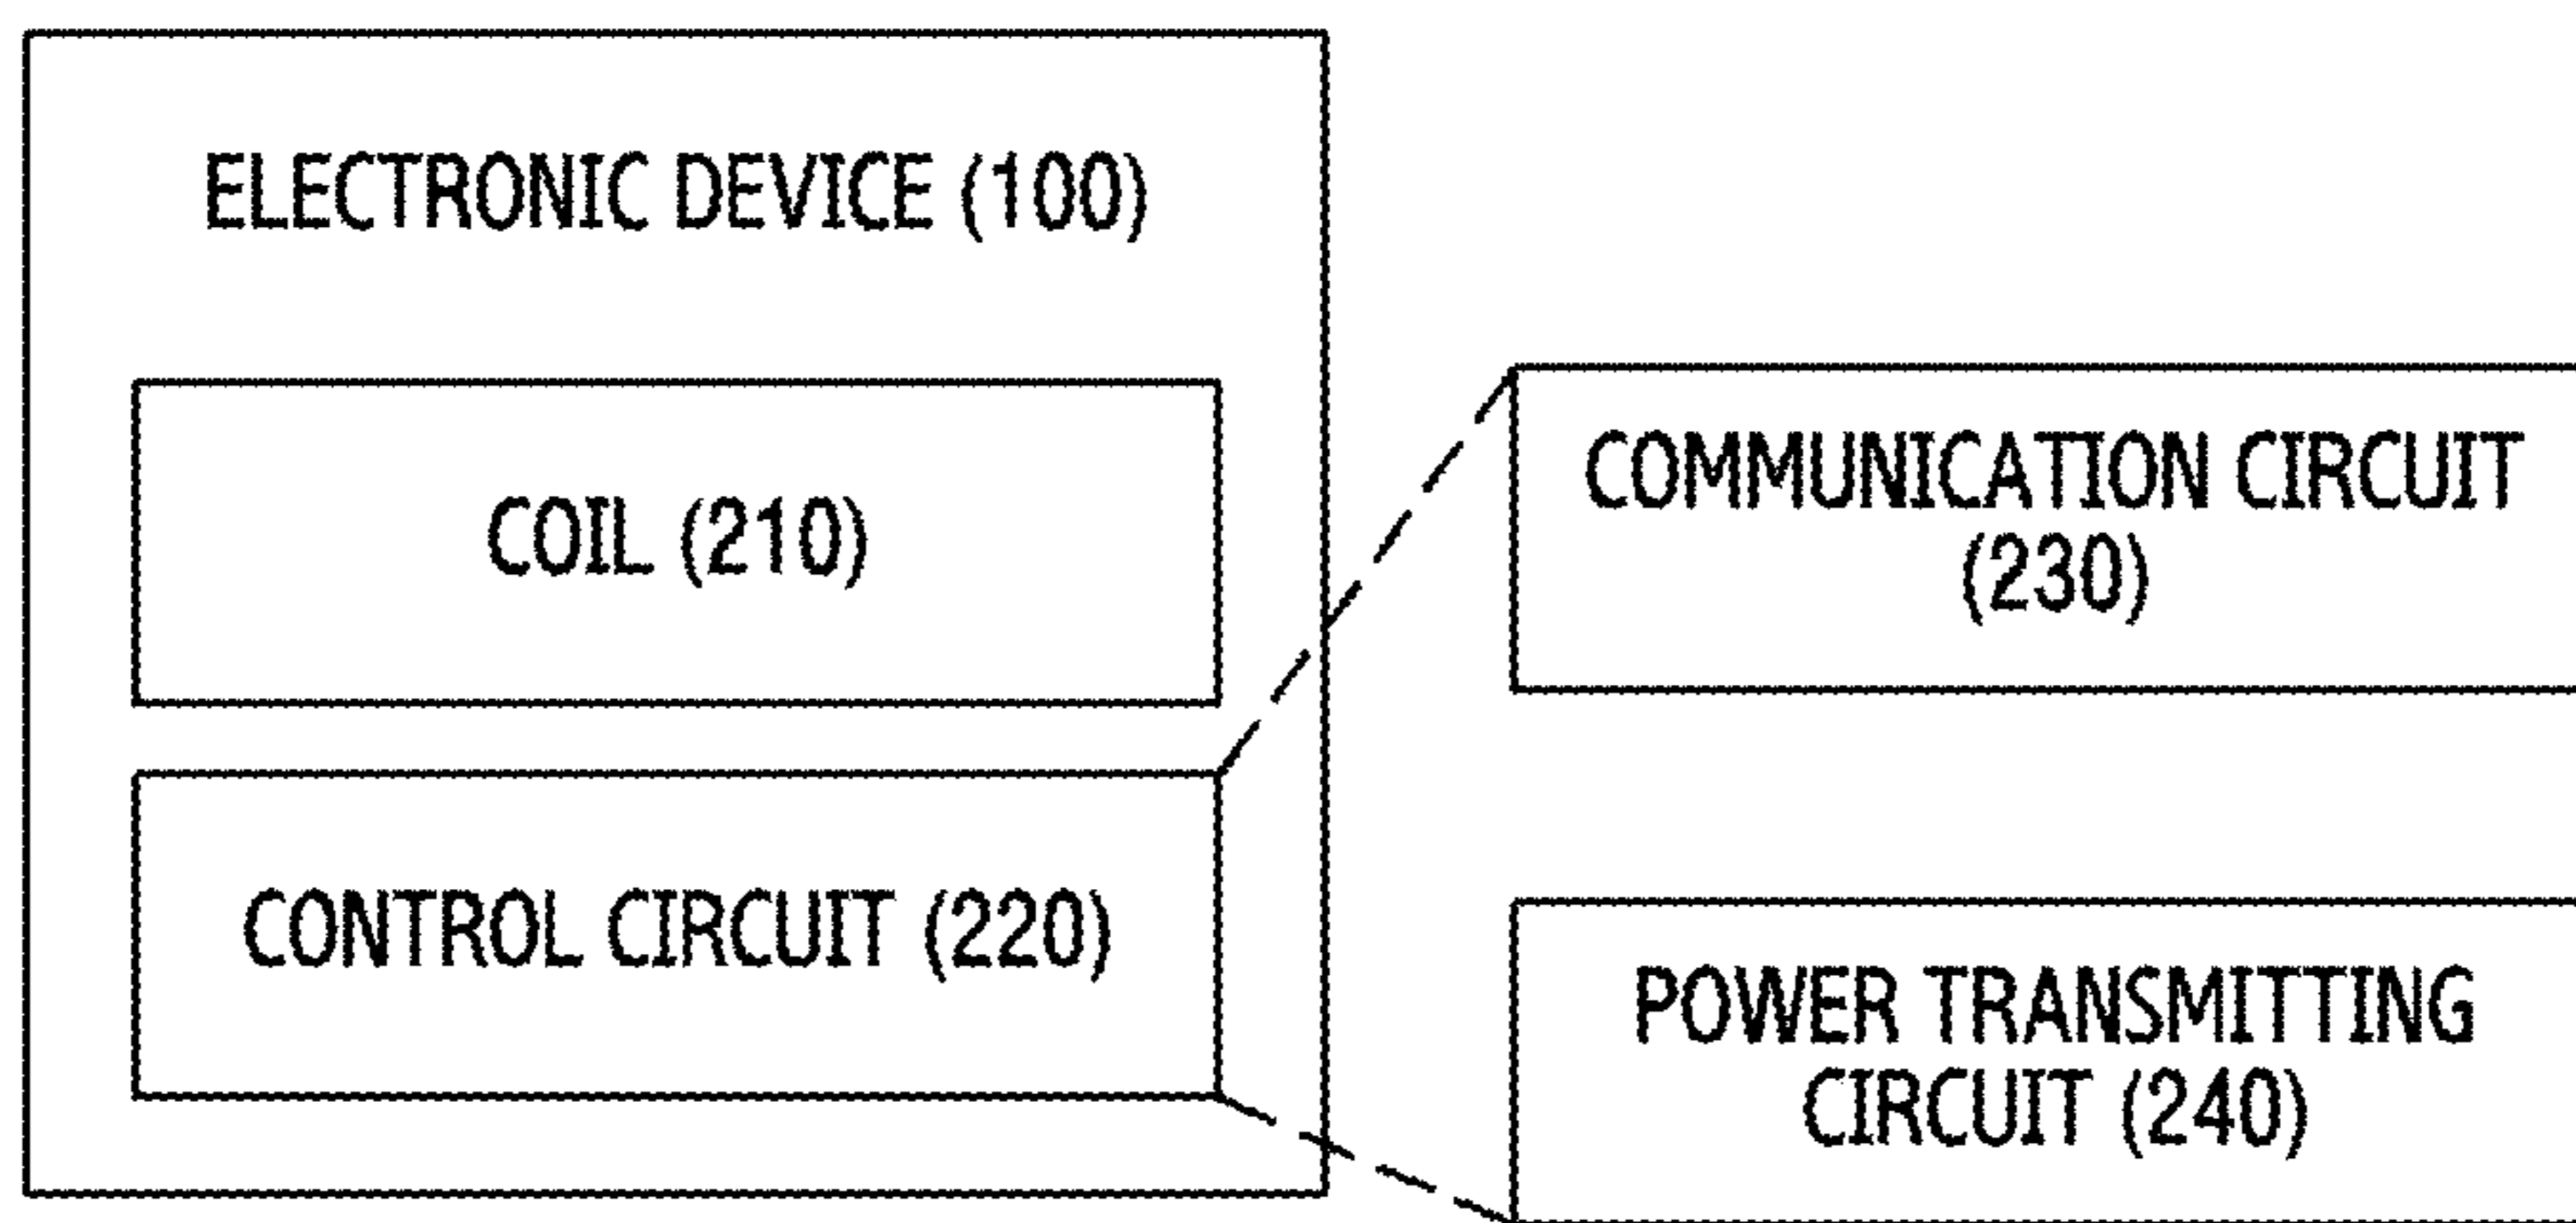 ELECTRONIC DEVICE (100)
COIL (210)
CONTROL CIRCUIT (220)
COMMUNICATION CIRCUIT
(230)
POWER TRANSMITTING
CIRCUIT (240)